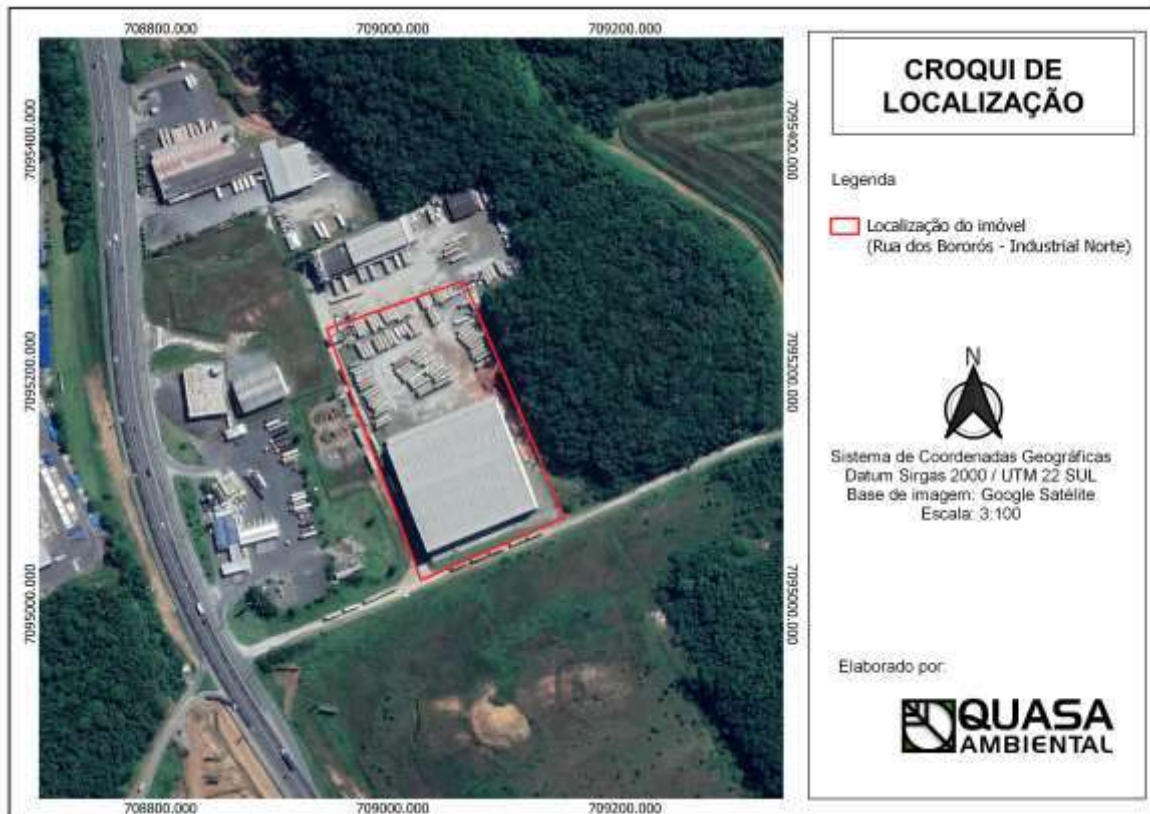 708800.000
709000.000
709200.000
7095400.000
7095400.000
7095200.000
7095200.000
7095000.000
7095000.000
708800.000
709000.000
709200.000
CROQUI DE
LOCALIZAÇÃO
Legenda
Localização do imóvel
(Rua dos Bororós - Industrial Norte)
N
Sistema de Coordenadas Geográficas
Datum Sirgas 2000 / UTM 22 SUL
Base de imagem: Google Satélite
Escala: 3:100
Elaborado por:
QUASA
AMBIENTAL